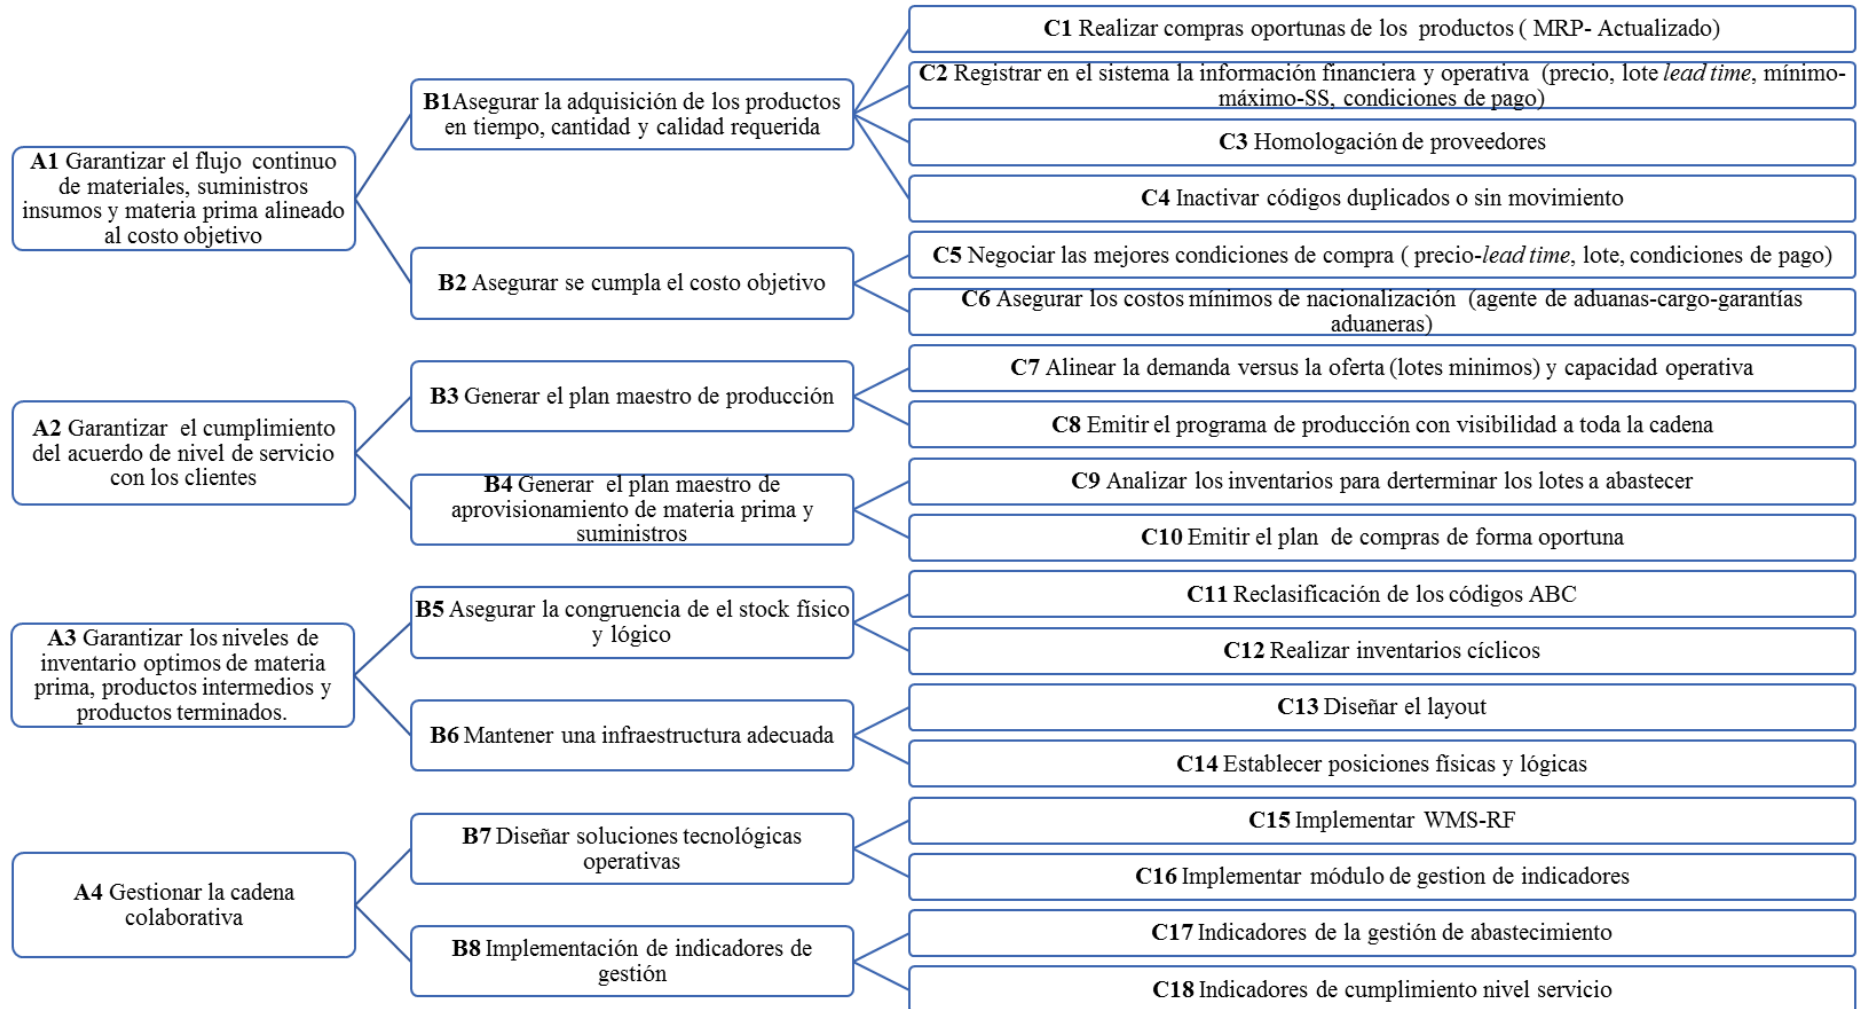 A1 Garantizar el flujo continuo
de materiales, suministros
insumos y materia prima alineado
al costo objetivo
B1Asegurar la adquisición de los productos
en tiempo, cantidad y calidad requerida
C1 Realizar compras oportunas de los productos ( MRP- Actualizado)
C2 Registrar en el sistema la información financiera y operativa (precio, lote lead time, mínimo-
máximo-SS, condiciones de pago)
C3 Homologación de proveedores
C4 Inactivar códigos duplicados o sin movimiento
B2 Asegurar se cumpla el costo objetivo
C5 Negociar las mejores condiciones de compra ( precio-lead time, lote, condiciones de pago)
C6 Asegurar los costos mínimos de nacionalización (agente de aduanas-cargo-garantías
aduaneras)
A2 Garantizar el cumplimiento
del acuerdo de nivel de servicio
con los clientes
B3 Generar el plan maestro de producción
C7 Alinear la demanda versus la oferta (lotes minimos) y capacidad operativa
C8 Emitir el programa de producción con visibilidad a toda la cadena
B4 Generar el plan maestro de
aprovisionamiento de materia prima y
suministros
C9 Analizar los inventarios para derterminar los lotes a abastecer
C10 Emitir el plan de compras de forma oportuna
A3 Garantizar los niveles de
inventario optimos de materia
prima, productos intermedios y
productos terminados.
B5 Asegurar la congruencia de el stock físico
y lógico
C11 Reclasificación de los códigos ABC
C12 Realizar inventarios cíclicos
B6 Mantener una infraestructura adecuada
C13 Diseñar el layout
C14 Establecer posiciones físicas y lógicas
A4 Gestionar la cadena
colaborativa
B7 Diseñar soluciones tecnológicas
operativas
C15 Implementar WMS-RF
C16 Implementar módulo de gestion de indicadores
B8 Implementación de indicadores de
gestión
C17 Indicadores de la gestión de abastecimiento
C18 Indicadores de cumplimiento nivel servicio